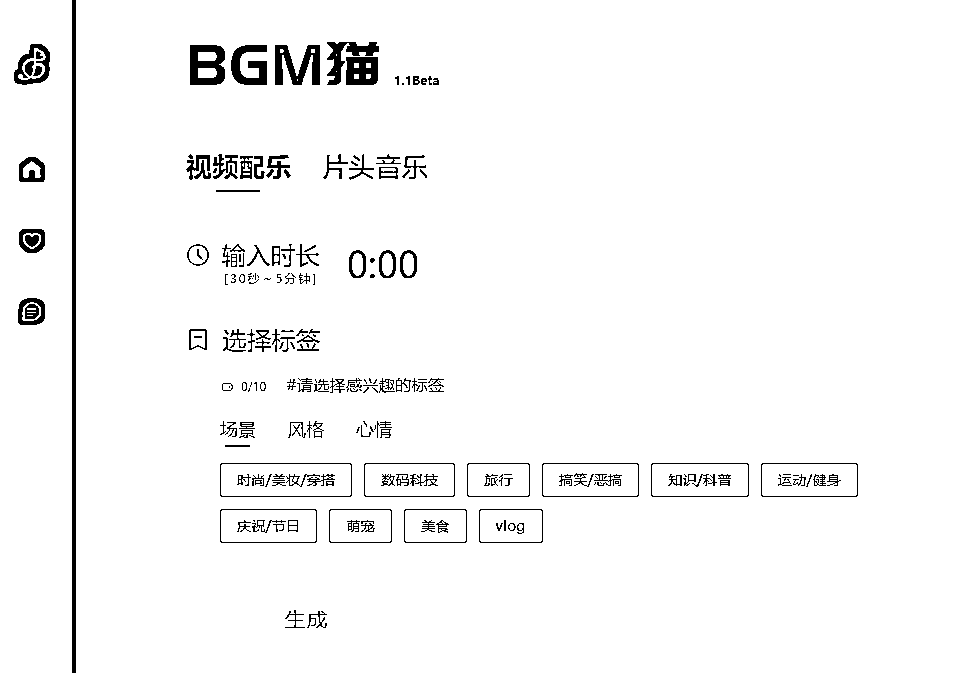 BGM猫 1.1Beta
视频配乐 片头音乐
输入时长 0:00
[30秒~5分钟]
选择标签
0/10 #请选择感兴趣的标签
场景 风格 心情
时尚/美妆/穿搭 数码科技 旅行 搞笑/恶搞 知识/科普 运动/健身
庆祝/节日 萌宠 美食 vlog
生成